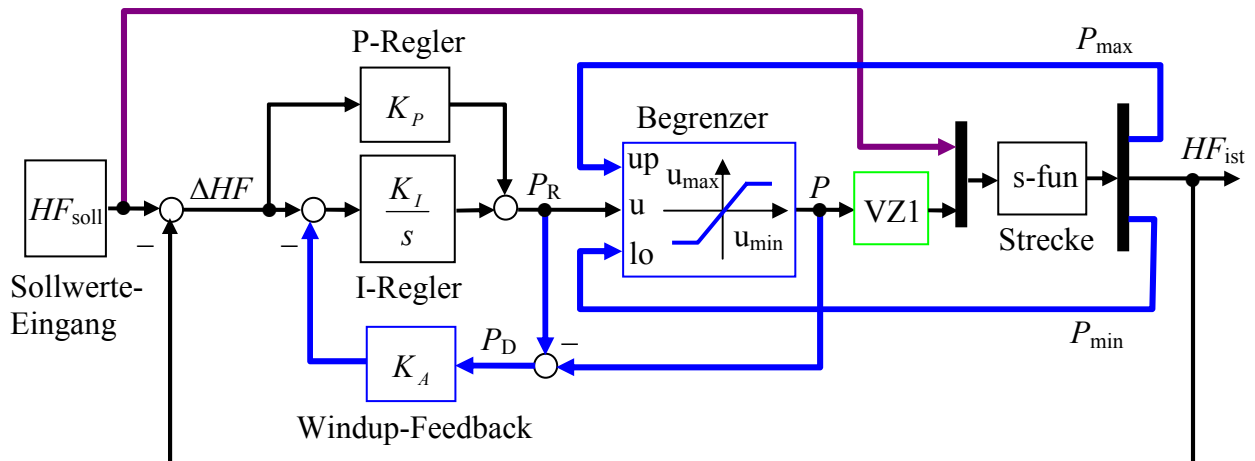 P-Regler
P_max
K_P
Begrenzer
HF_soll
ΔHF
K_I
s
P_R
up
u
lo
u_max
u_min
P
VZ1
s-fun
HF_ist
–
–
Strecke
Sollwerte-
Eingang
I-Regler
P_min
P_D
–
K_A
Windup-Feedback